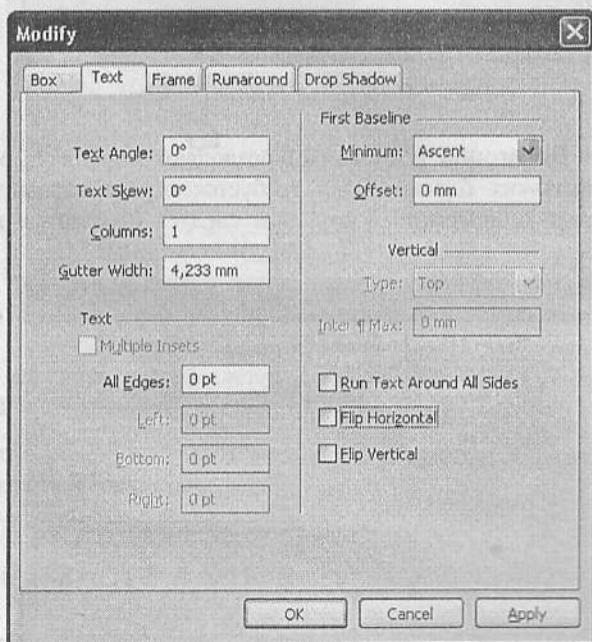 Modify
Box Text Frame Runaround Drop Shadow
Text Angle: 0°
Text Skew: 0°
Columns: 1
Gutter Width: 4,233 mm
Text
Multiple Insets
All Edges: 0 pt
Left: 0 pt
Bottom: 0 pt
Right: 0 pt
First Baseline
Minimum: Ascent
Offset: 0 mm
Vertical
Type: Top
Inter ¶ Max: 0 mm
Run Text Around All Sides
Flip Horizontal
Flip Vertical
OK Cancel Apply